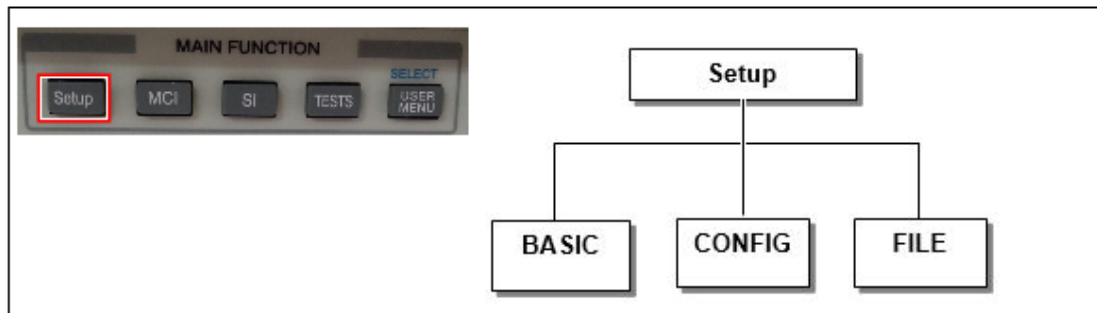 MAIN FUNCTION
SELECT
Setup MCI SI TESTS USER
MENU
Setup
BASIC CONFIG FILE